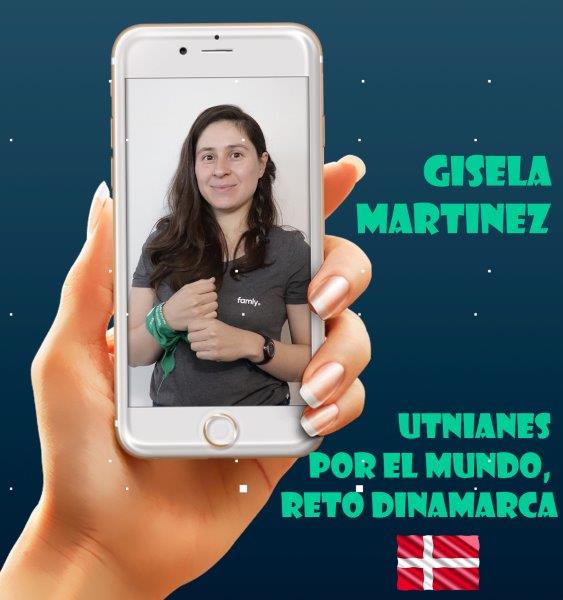 GISELA
MARTINEZ
famly.
UTNIANES
POR EL MUNDO,
RETO DINAMARCA